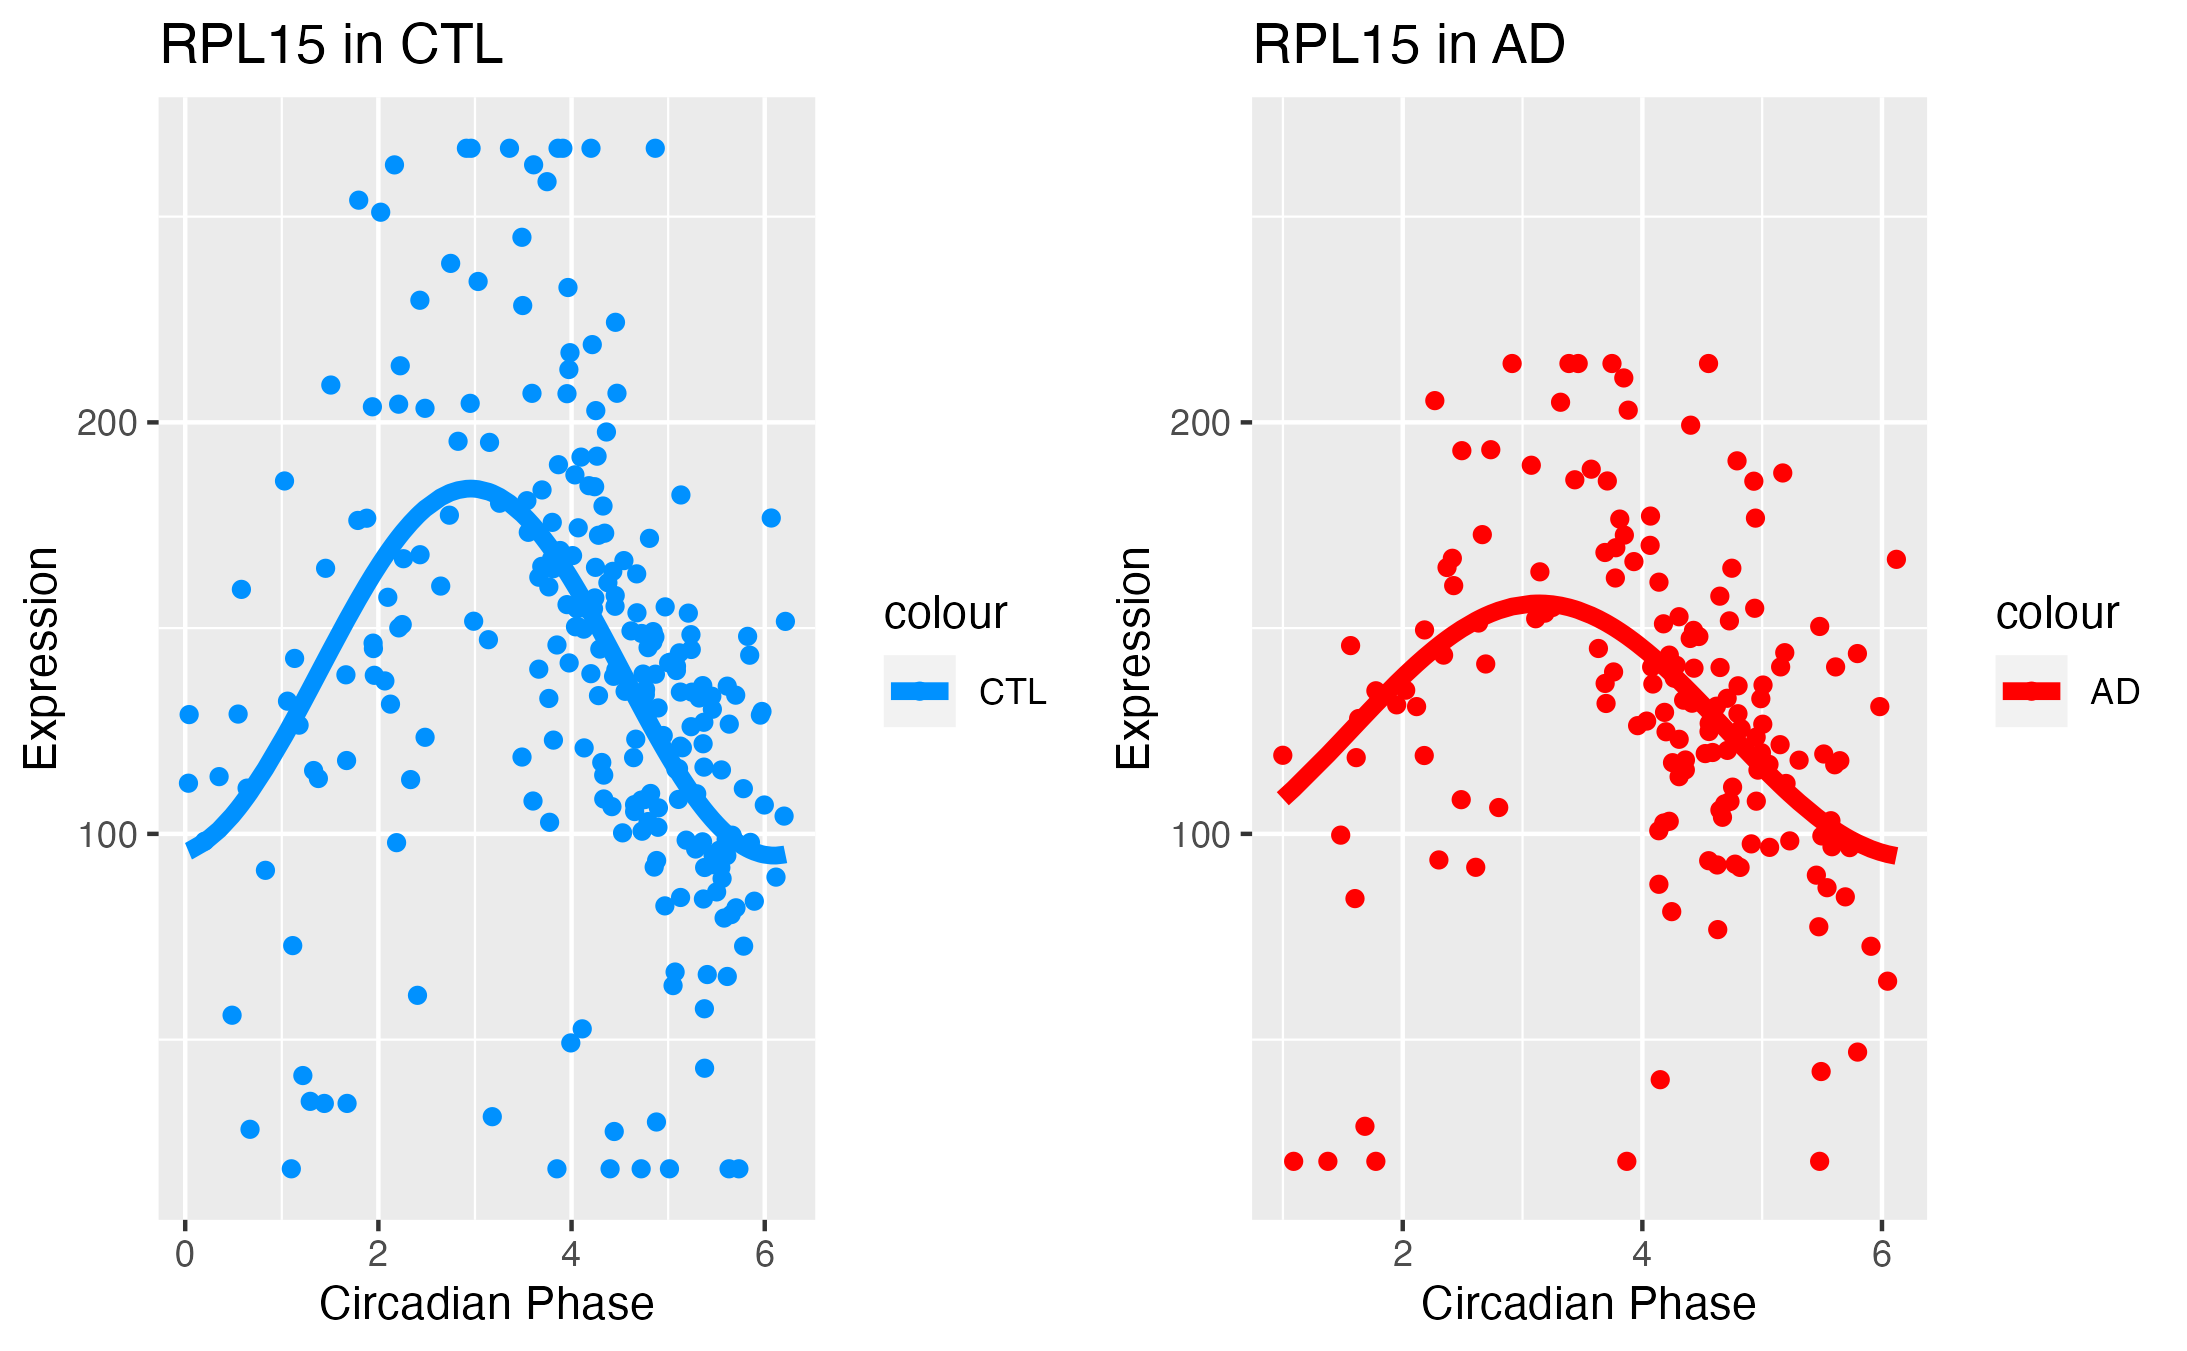 RPL15 in CTL
Expression
200
100
0 2 4 6
Circadian Phase
colour
CTL
RPL15 in AD
Expression
200
100
2 4 6
Circadian Phase
colour
AD